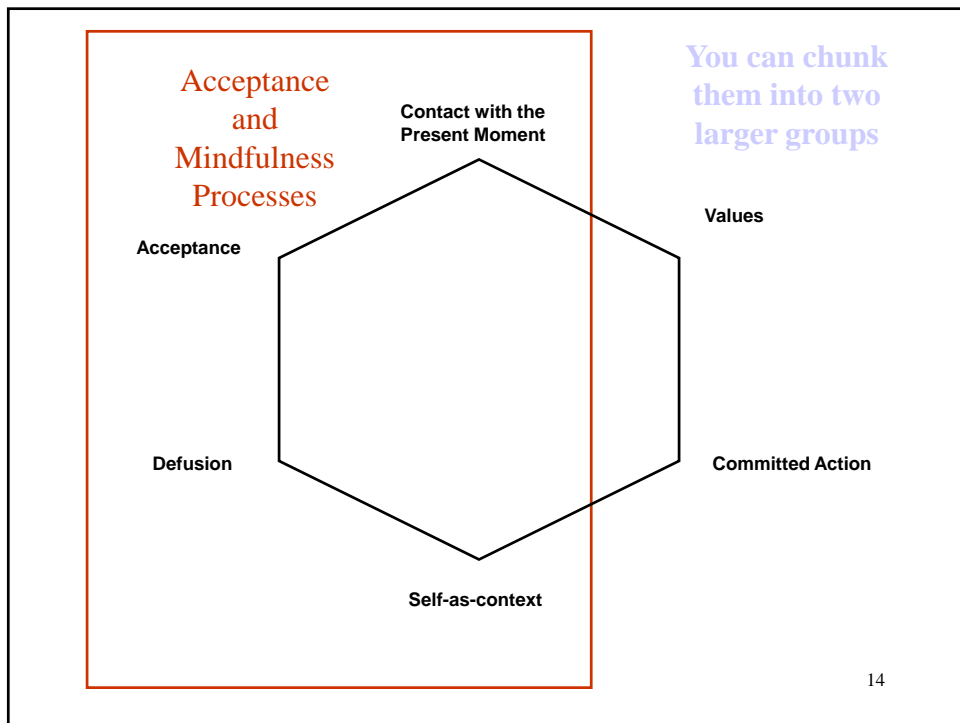 Acceptance
and
Mindfulness
Processes
You can chunk
them into two
larger groups
Contact with the
Present Moment
Values
Acceptance
Defusion
Committed Action
Self-as-context
14